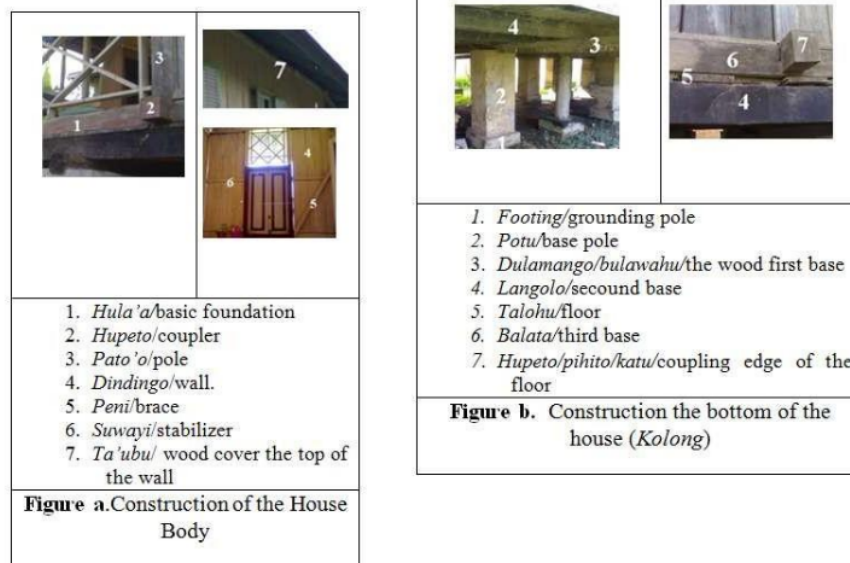 3
1
2
7
4
6
5
1. Hula'a/basic foundation
2. Hupeto/coupler
3. Pato'o/pole
4. Dindingo/wall.
5. Peni/brace
6. Suwayi/stabilizer
7. Ta'ubu/ wood cover the top of
the wall
Figure a.Construction of the House
Body
4
3
2
1
7
6
5
4
1. Footing/grounding pole
2. Potu/base pole
3. Dulamango/bulawahu/the wood first base
4. Langolo/secound base
5. Talohu/floor
6. Balata/third base
7. Hupeto/pihito/katu/coupling edge of the
floor
Figure b. Construction the bottom of the
house (Kolong)